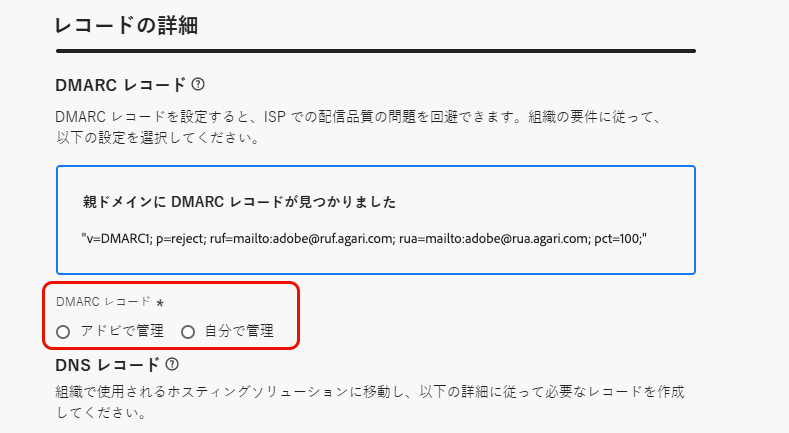 レコードの詳細
DMARC レコード ?
DMARC レコードを設定すると、ISP での配信品質の問題を回避できます。組織の要件に従って、
以下の設定を選択してください。
親ドメインに DMARC レコードが見つかりました
"v=DMARC1; p=reject; ruf=mailto:adobe@ruf.agari.com; rua=mailto:adobe@rua.agari.com; pct=100;"
DMARC レコード *
アドビで管理 自分で管理
DNS レコード ?
組織で使用されるホスティングソリューションに移動し、以下の詳細に従って必要なレコードを作成
してください。